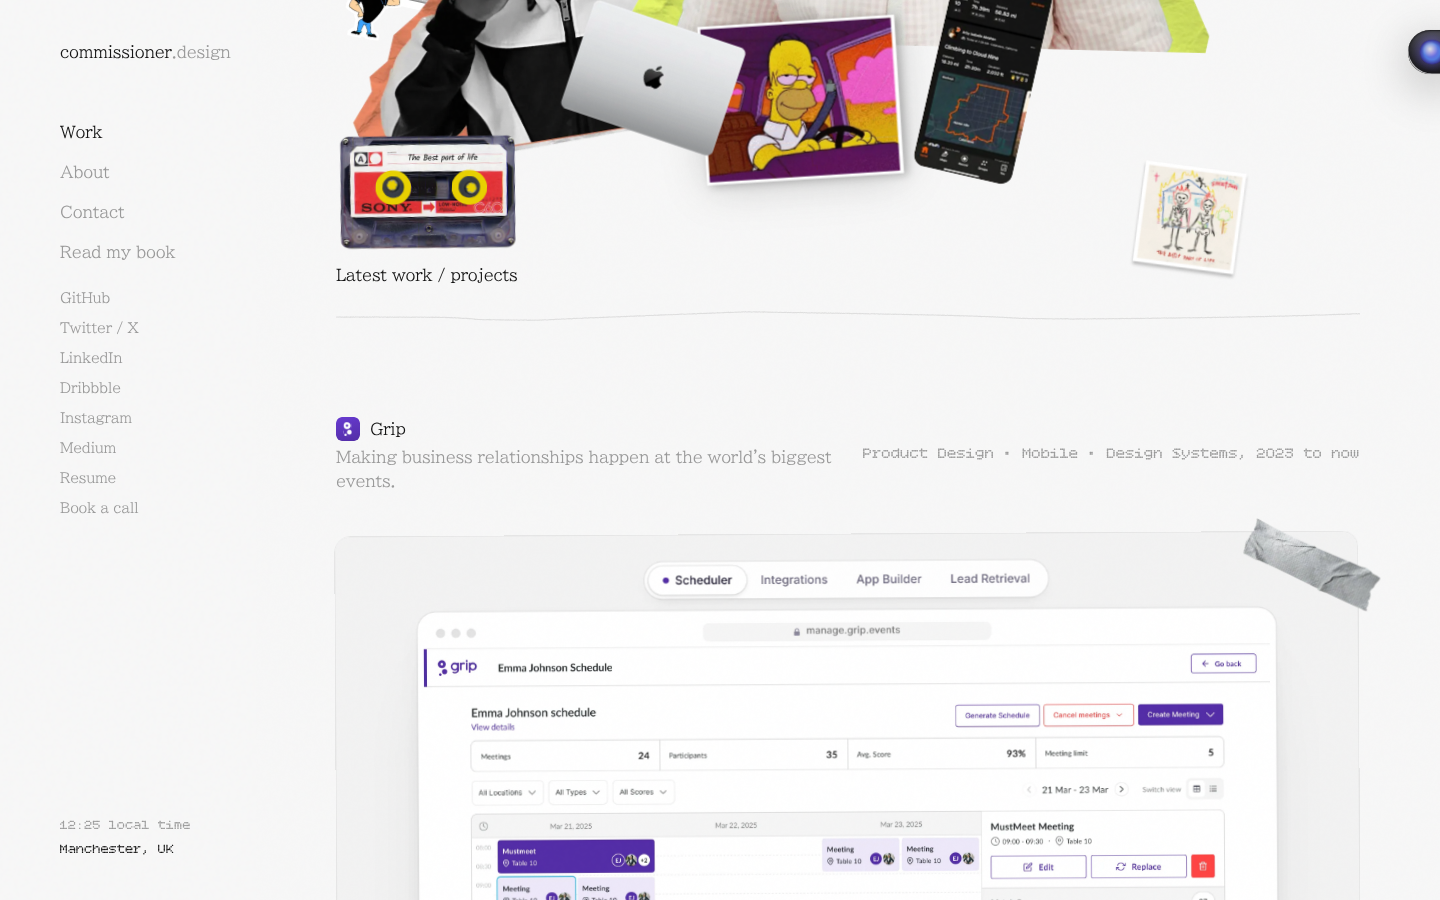 commissioner.design
Work
About
Contact
Read my book
GitHub
Twitter / X
LinkedIn
Dribbble
Instagram
Medium
Resume
Book a call
12:25 local time
Manchester, UK
Climbing to Cloud Nine
A
The Best part of life
SONY
Latest work / projects
Grip
Making business relationships happen at the world's biggest
events.
Product Design • Mobile • Design Systems, 2023 to now
Scheduler
Integrations
App Builder
Lead Retrieval
manage.grip.events
grip
Emma Johnson Schedule
Go back
Emma Johnson schedule
View details
Generate Schedule
Cancel meetings
Create Meeting
Meetings 24
Participants 35
Avg. Score 93%
Meeting limit 5
All Locations
All Types
All Scores
21 Mar - 23 Mar
Switch view
Mar 21, 2025
Mar 22, 2025
Mar 23, 2025
Mustmeet
Table 10
+2
Meeting
Table 10
Meeting
Table 10
Meeting
Meeting
MustMeet Meeting
09:00 - 09:30 · Table 10
Edit
Replace